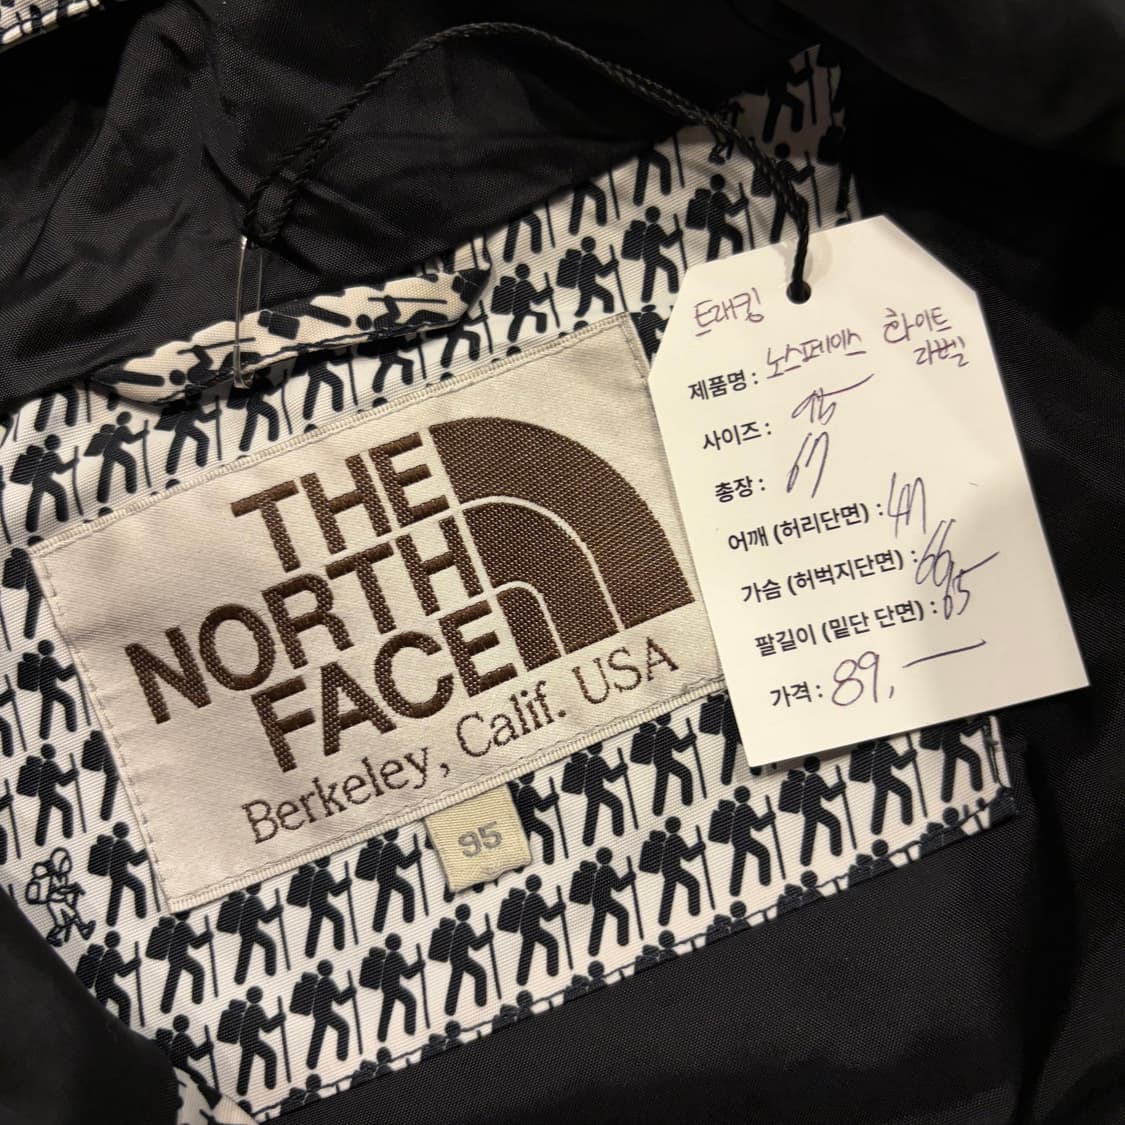 THE
NORTH
FACE
Berkeley, Calif. USA
95
트래킹
제품명: 노스페이스 화이트
라벨
사이즈: 95
총장: 67
어깨 (허리단면) : 47
가슴 (허벅지단면) : 66
팔길이 (밑단 단면) : 65
가격: 89,